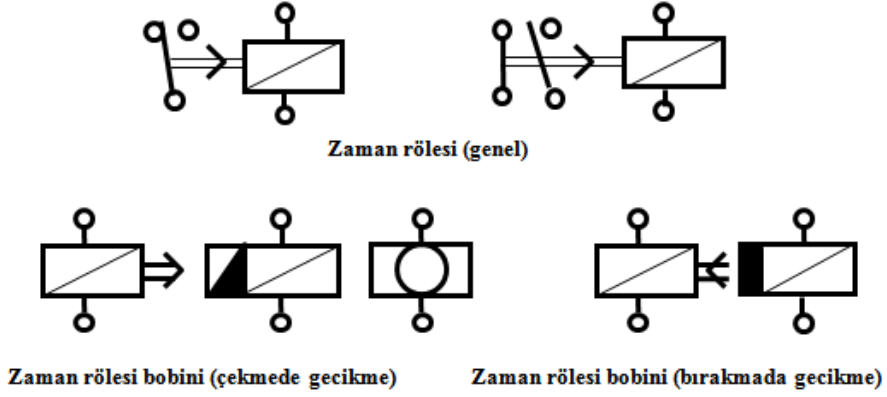 Zaman rölesi (genel)
Zaman rölesi bobini (çekmede gecikme)
Zaman rölesi bobini (bırakmada gecikme)